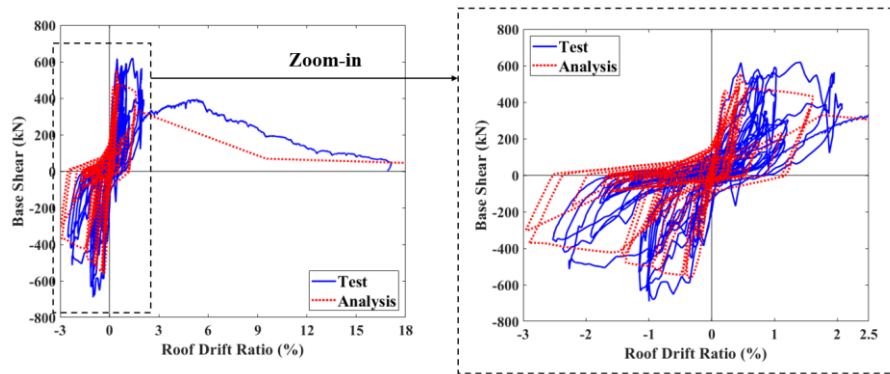 Zoom-in
800
600
400
200
0
-200
-400
-600
-800
Base Shear (kN)
-3 0 3 6 9 12 15 18
Roof Drift Ratio (%)
Test
Analysis
800
600
400
200
0
-200
-400
-600
-800
Base Shear (kN)
-3 -2 -1 0 1 2 2.5
Roof Drift Ratio (%)
Test
Analysis